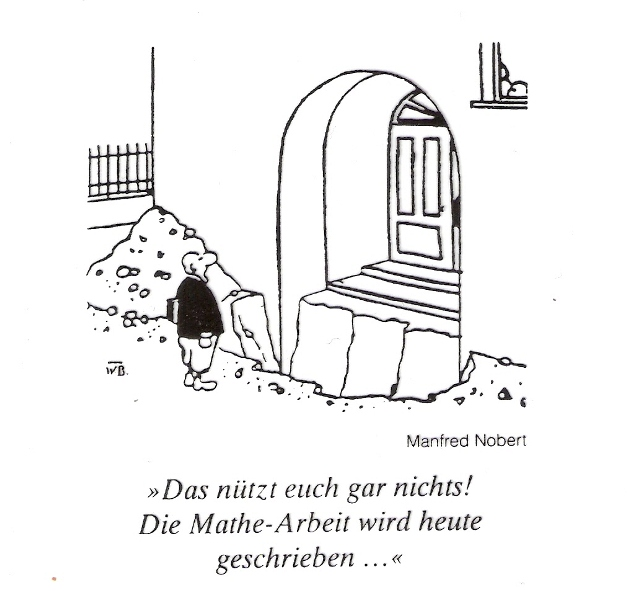 WB.
Manfred Nobert
»Das nützt euch gar nichts!
Die Mathe-Arbeit wird heute
geschrieben ...«